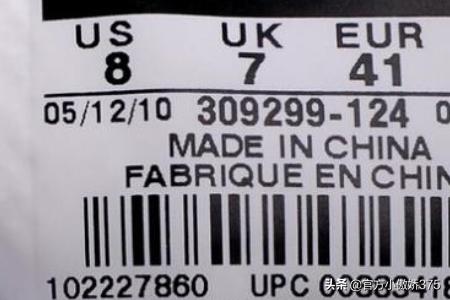 US UK EUR
8 7 41
05/12/10 309299-124 0
MADE IN CHINA
FABRIQUE EN CHIN
102227860 UPC
头条 @官方小傲娇375